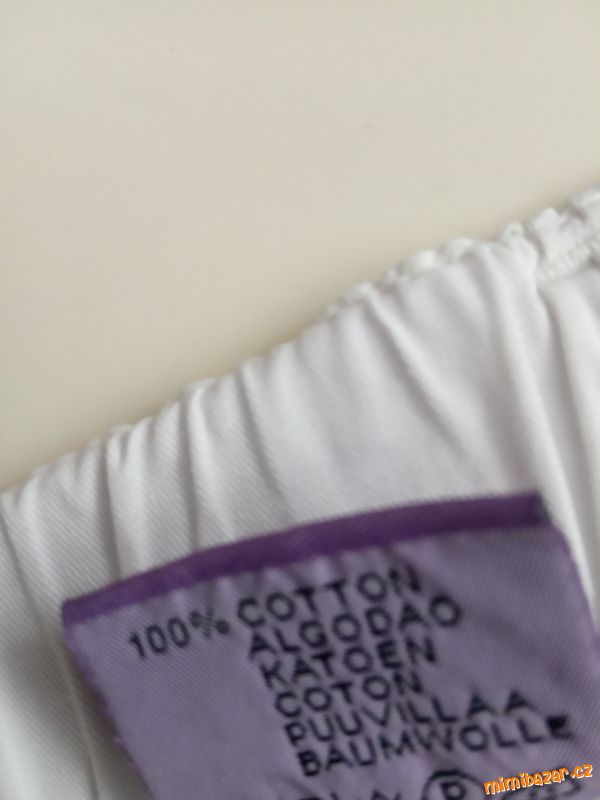 100% COTTON
ALGODAO
KATOEN
COTON
PUUVILLAA
BAUMWOLLE
mimibazar.cz